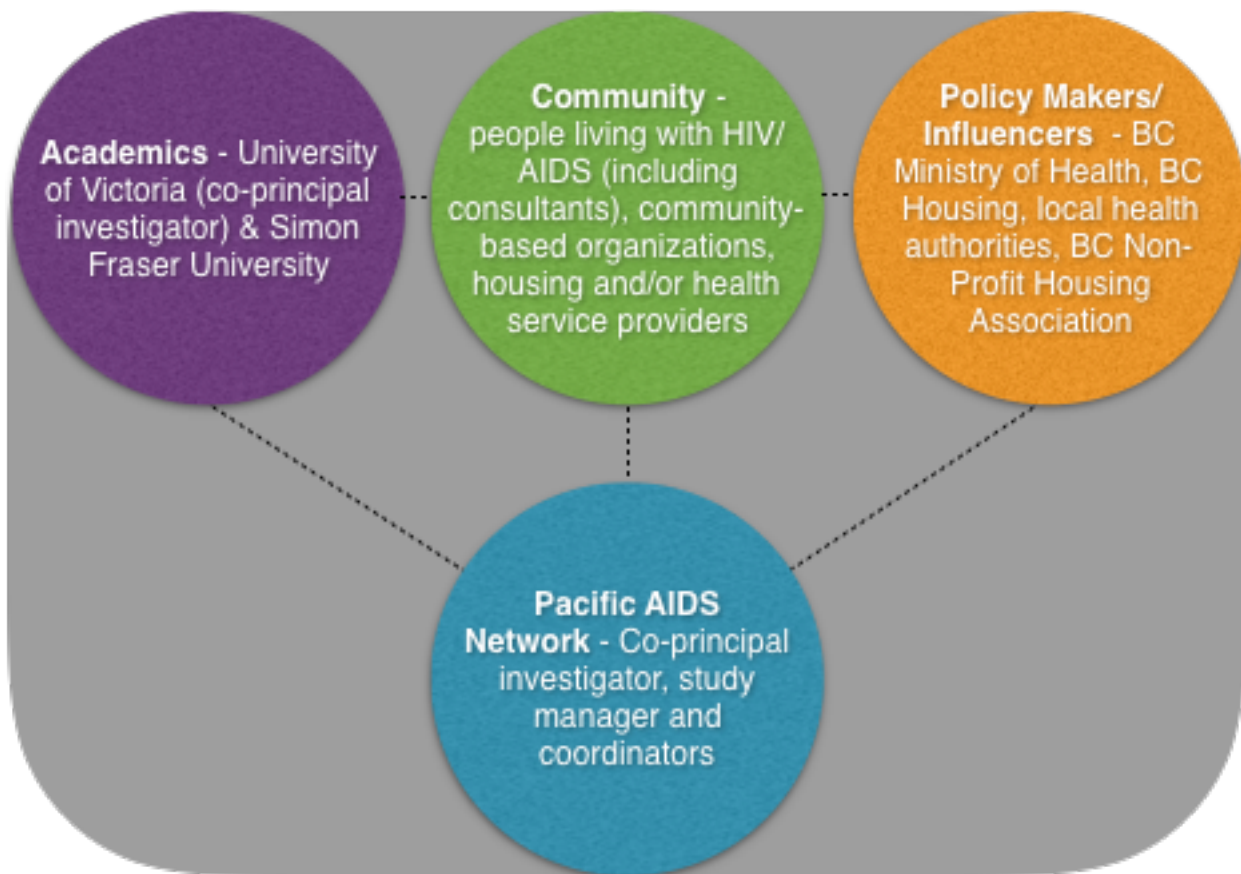 Academics - University
of Victoria (co-principal
investigator) & Simon
Fraser University
Community -
people living with HIV/
AIDS (including
consultants), community-
based organizations,
housing and/or health
service providers
Policy Makers/
Influencers - BC
Ministry of Health, BC
Housing, local health
authorities, BC Non-
Profit Housing
Association
Pacific AIDS
Network - Co-principal
investigator, study
manager and
coordinators